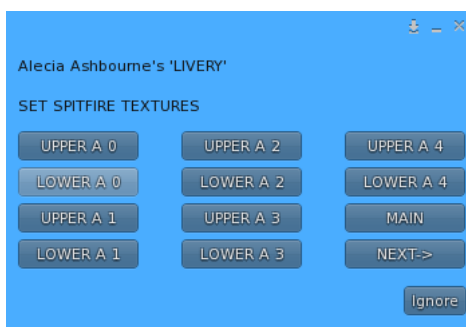 Alecia Ashbourne's 'LIVERY'
SET SPITFIRE TEXTURES
UPPER A 0 UPPER A 2 UPPER A 4
LOWER A 0 LOWER A 2 LOWER A 4
UPPER A 1 UPPER A 3 MAIN
LOWER A 1 LOWER A 3 NEXT->
Ignore